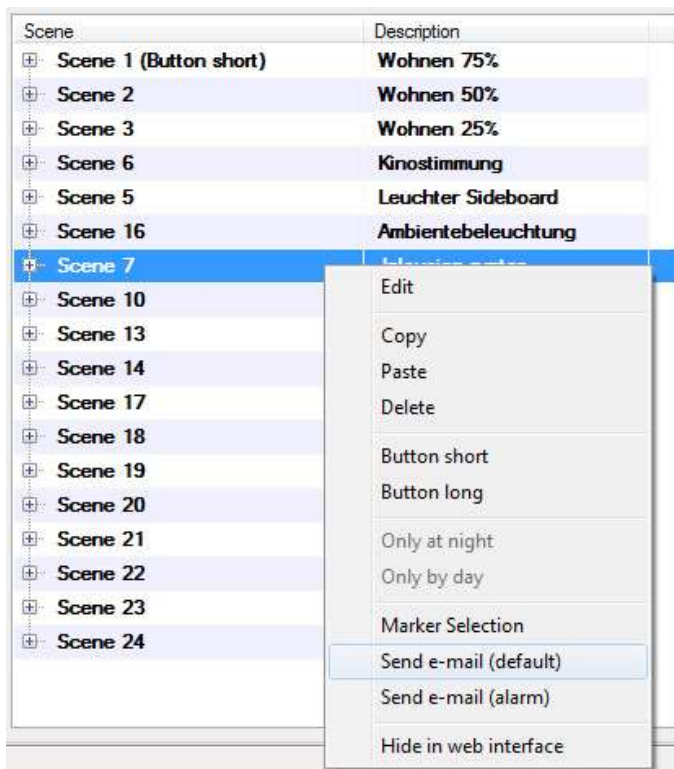 Scene Description
Scene 1 (Button short) Wohnen 75%
Scene 2 Wohnen 50%
Scene 3 Wohnen 25%
Scene 6 Kinostimmung
Scene 5 Leuchter Sideboard
Scene 16 Ambientebeleuchtung
Scene 7
Scene 10
Scene 13
Scene 14
Scene 17
Scene 18
Scene 19
Scene 20
Scene 21
Scene 22
Scene 23
Scene 24
Edit
Copy
Paste
Delete
Button short
Button long
Only at night
Only by day
Marker Selection
Send e-mail (default)
Send e-mail (alarm)
Hide in web interface